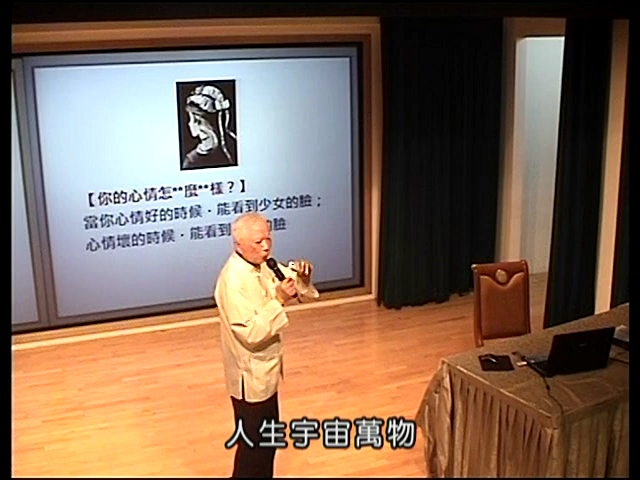 【你的心情怎**麼**樣？】
當你心情好的時候，能看到少女的臉；
心情壞的時候，能看到 的臉
人生宇宙萬物